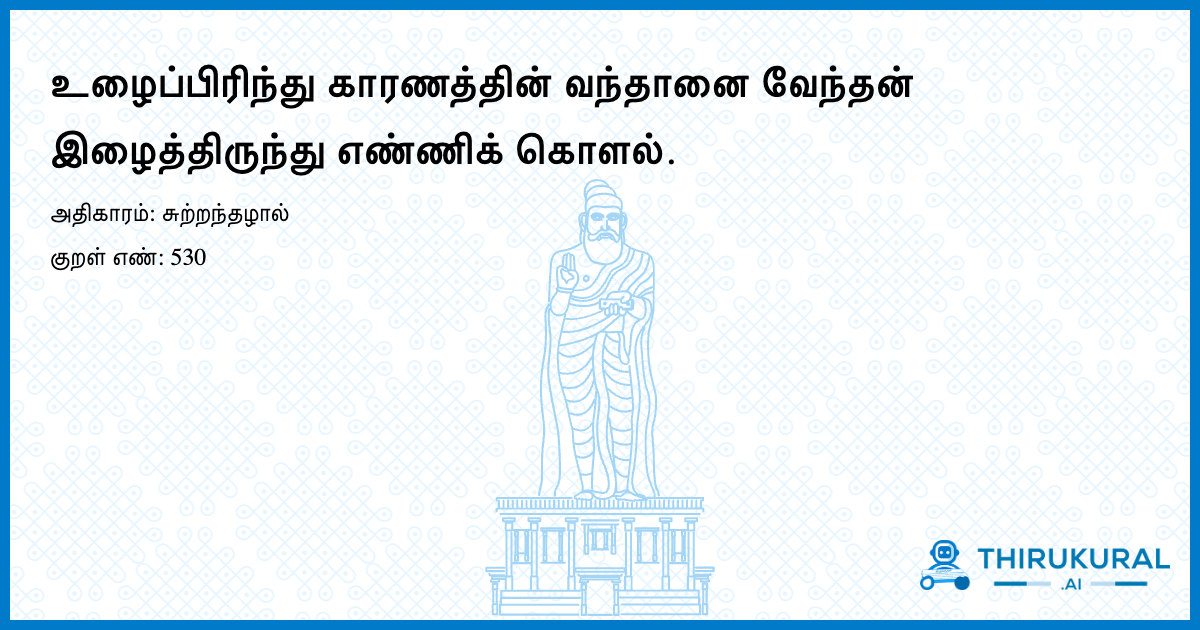 உழைப்பிரிந்து காரணத்தின் வந்தானை வேந்தன்
இழைத்திருந்து எண்ணிக் கொளல்.
அதிகாரம்: சுற்றந்தழால்
குறள் எண்: 530
THIRUKURAL
.AI